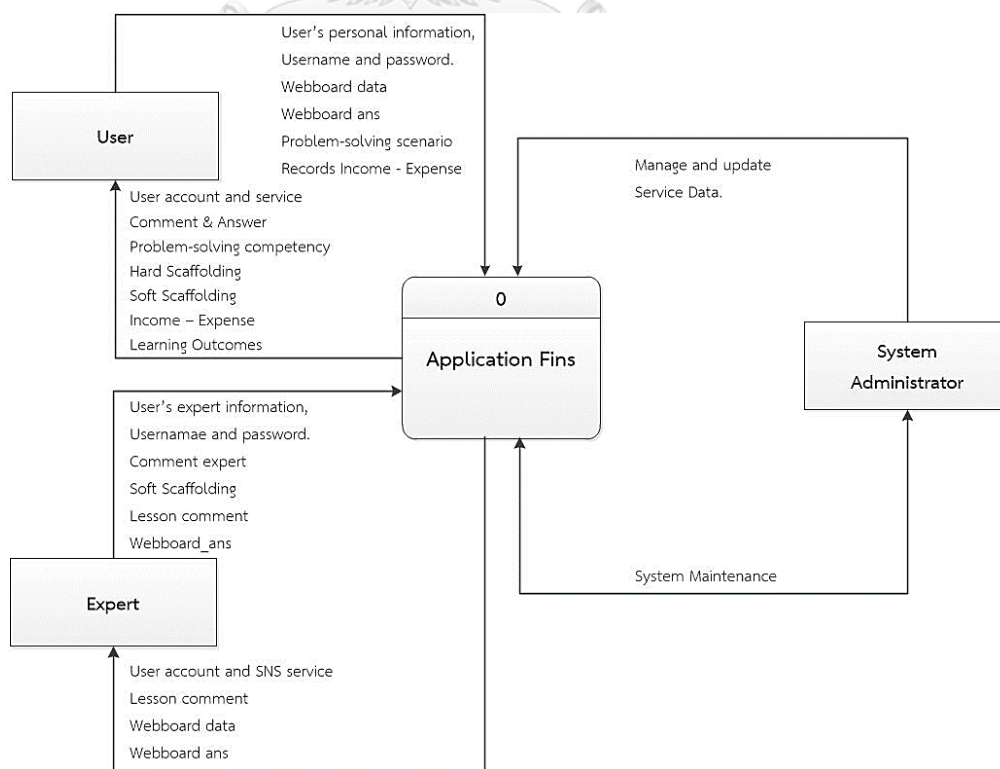 User's personal information,
Username and password.
Webboard data
Webboard ans
Problem-solving scenario
Records Income - Expense
User
User account and service
Comment & Answer
Problem-solving competency
Hard Scaffolding
Soft Scaffolding
Income – Expense
Learning Outcomes
Manage and update
Service Data.
0
Application Fins
System
Administrator
User's expert information,
Usernamae and password.
Comment expert
Soft Scaffolding
Lesson comment
Webboard_ans
Expert
System Maintenance
User account and SNS service
Lesson comment
Webboard data
Webboard ans